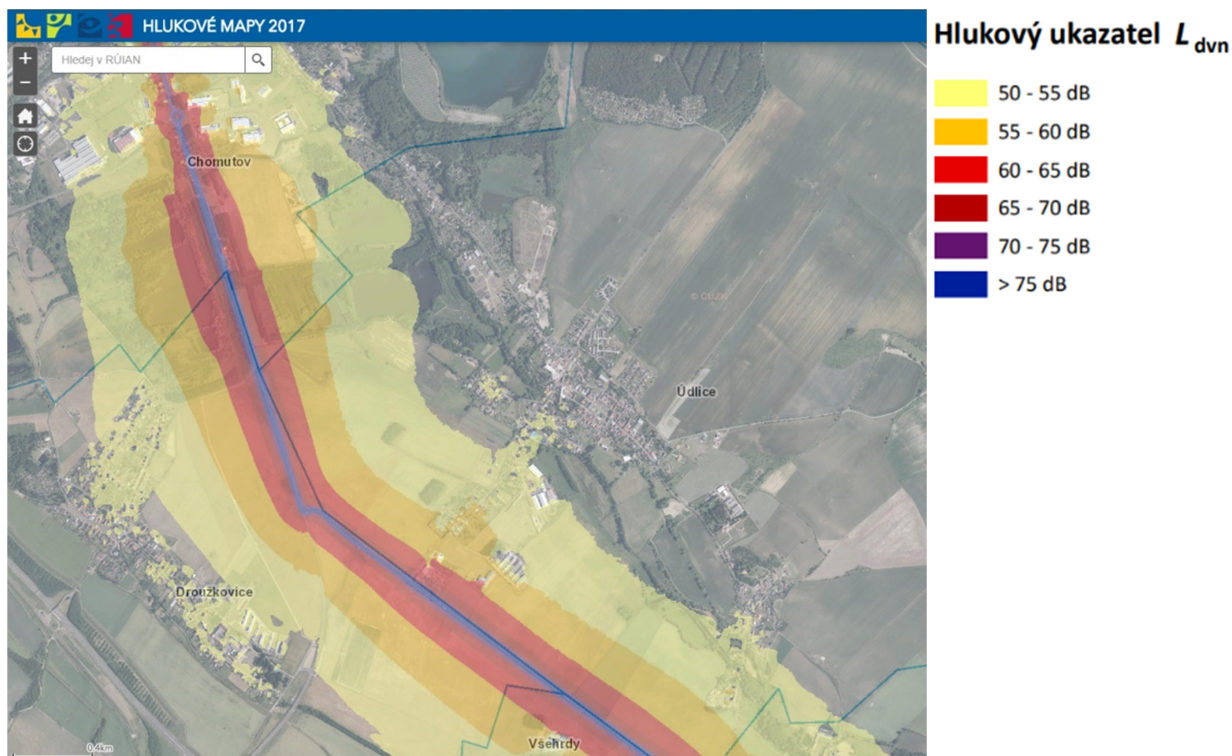 HLUKOVÉ MAPY 2017
Hledej v RÚIAN
+
−
Chomutov
© ČÚZK
Údlice
Droužkovice
Všehrdy
0.4km
Hlukový ukazatel L dvn
50 - 55 dB
55 - 60 dB
60 - 65 dB
65 - 70 dB
70 - 75 dB
> 75 dB